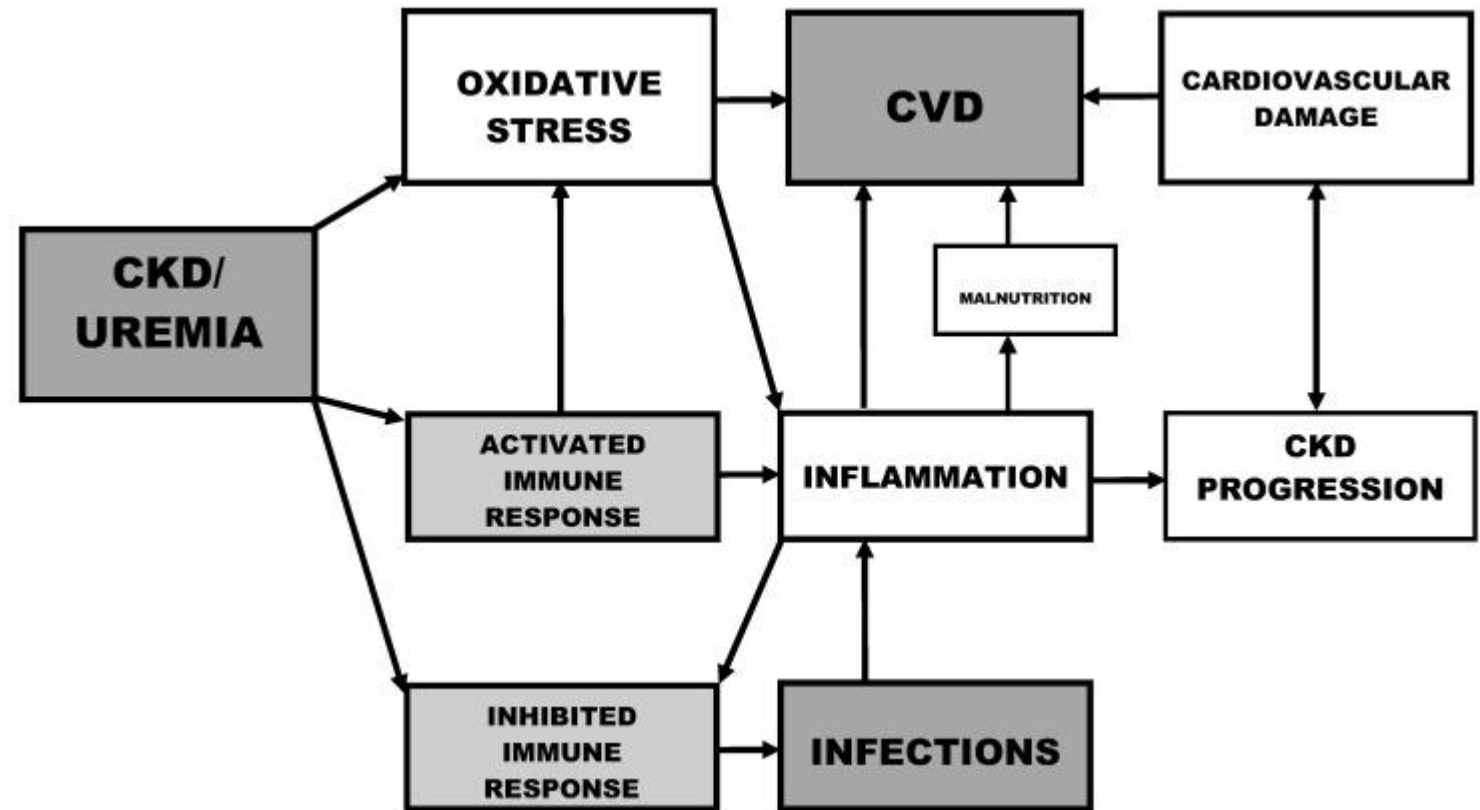 OXIDATIVE
STRESS
CVD
CARDIOVASCULAR
DAMAGE
CKD/
UREMIA
MALNUTRITION
ACTIVATED
IMMUNE
RESPONSE
INFLAMMATION
CKD
PROGRESSION
INHIBITED
IMMUNE
RESPONSE
INFECTIONS